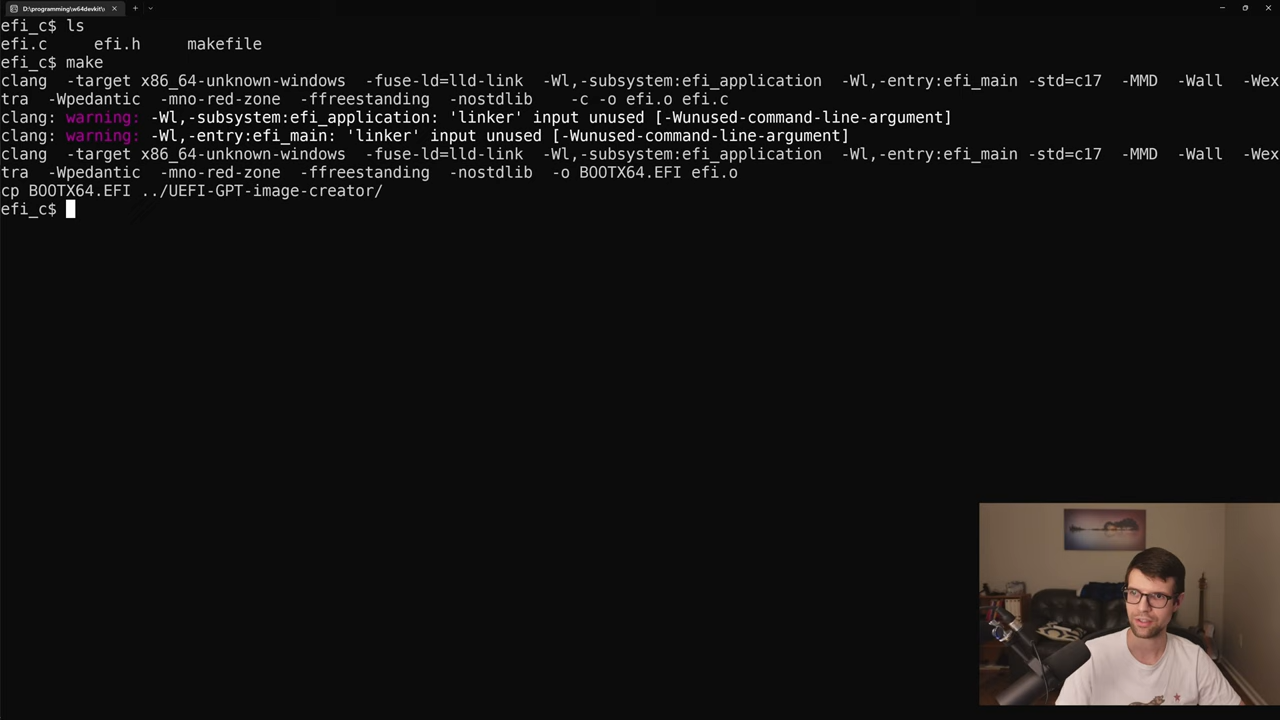 D:\programming\w64devkit\
efi_c$ ls
efi.c efi.h makefile
efi_c$ make
clang -target x86_64-unknown-windows -fuse-ld=lld-link -Wl,-subsystem:efi_application -Wl,-entry:efi_main -std=c17 -MMD -Wall -Wex
tra -Wpedantic -mno-red-zone -ffreestanding -nostdlib -c -o efi.o efi.c
clang: warning: -Wl,-subsystem:efi_application: 'linker' input unused [-Wunused-command-line-argument]
clang: warning: -Wl,-entry:efi_main: 'linker' input unused [-Wunused-command-line-argument]
clang -target x86_64-unknown-windows -fuse-ld=lld-link -Wl,-subsystem:efi_application -Wl,-entry:efi_main -std=c17 -MMD -Wall -Wex
tra -Wpedantic -mno-red-zone -ffreestanding -nostdlib -o BOOTX64.EFI efi.o
cp BOOTX64.EFI ../UEFI-GPT-image-creator/
efi_c$